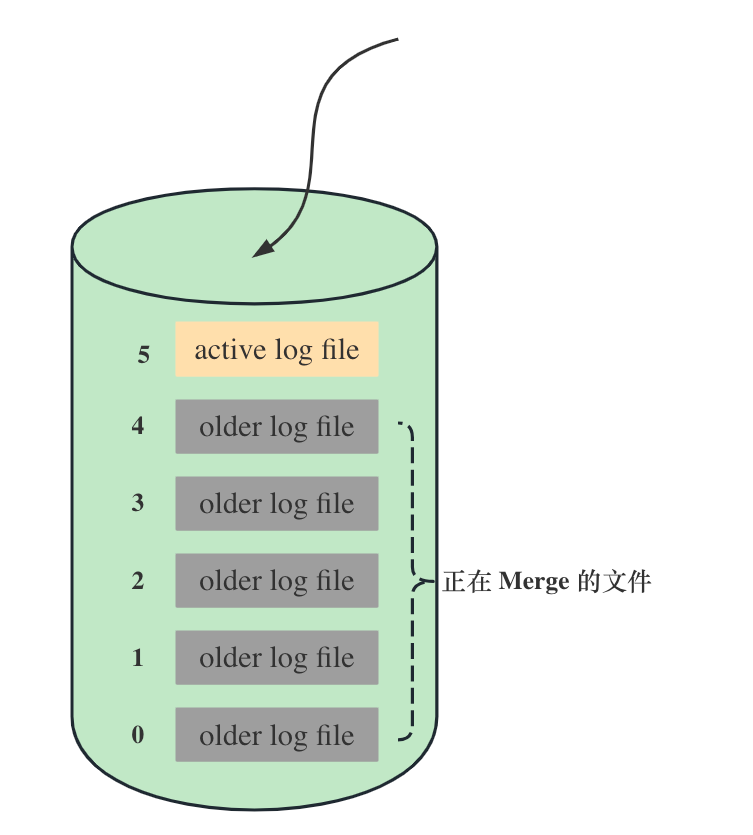 5 active log file
4 older log file
3 older log file
2 older log file
正在 Merge 的文件
1 older log file
0 older log file